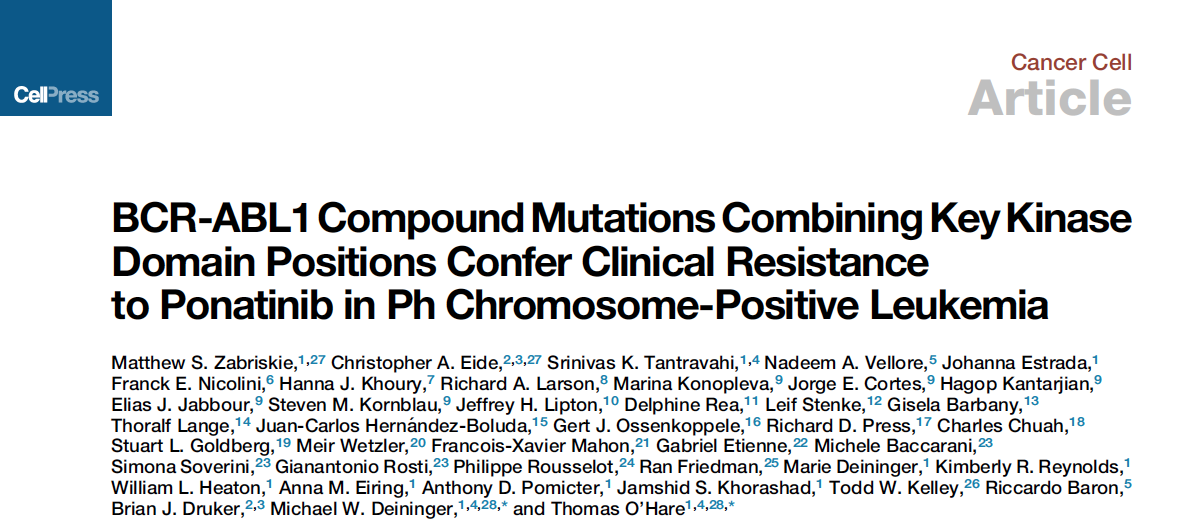 CellPress
Cancer Cell
Article
BCR-ABL1 Compound Mutations Combining Key Kinase
Domain Positions Confer Clinical Resistance
to Ponatinib in Ph Chromosome-Positive Leukemia
Matthew S. Zabriskie,1,27 Christopher A. Eide,2,3,27 Srinivas K. Tantravahi,1,4 Nadeem A. Vellore,5 Johanna Estrada,1
Franck E. Nicolini,6 Hanna J. Khoury,7 Richard A. Larson,8 Marina Konopleva,9 Jorge E. Cortes,9 Hagop Kantarjian,9
Elias J. Jabbour,9 Steven M. Kornblau,9 Jeffrey H. Lipton,10 Delphine Rea,11 Leif Stenke,12 Gisela Barbany,13
Thoralf Lange,14 Juan-Carlos Hernández-Boluda,15 Gert J. Ossenkoppele,16 Richard D. Press,17 Charles Chuah,18
Stuart L. Goldberg,19 Meir Wetzler,20 Francois-Xavier Mahon,21 Gabriel Etienne,22 Michele Baccarani,23
Simona Soverini,23 Gianantonio Rosti,23 Philippe Rousselot,24 Ran Friedman,25 Marie Deininger,1 Kimberly R. Reynolds,1
William L. Heaton,1 Anna M. Eiring,1 Anthony D. Pomicter,1 Jamshid S. Khorashad,1 Todd W. Kelley,26 Riccardo Baron,5
Brian J. Druker,2,3 Michael W. Deininger,1,4,28,* and Thomas O'Hare1,4,28,*